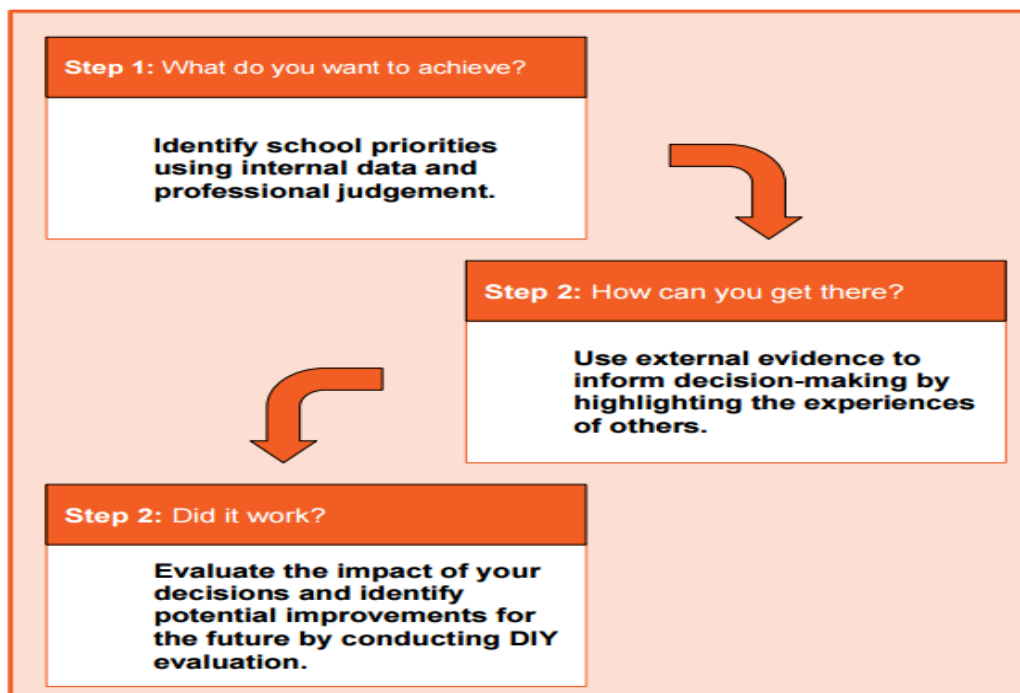 Step 1: What do you want to achieve?
Identify school priorities
using internal data and
professional judgement.
Step 2: How can you get there?
Use external evidence to
inform decision-making by
highlighting the experiences
of others.
Step 2: Did it work?
Evaluate the impact of your
decisions and identify
potential improvements for
the future by conducting DIY
evaluation.